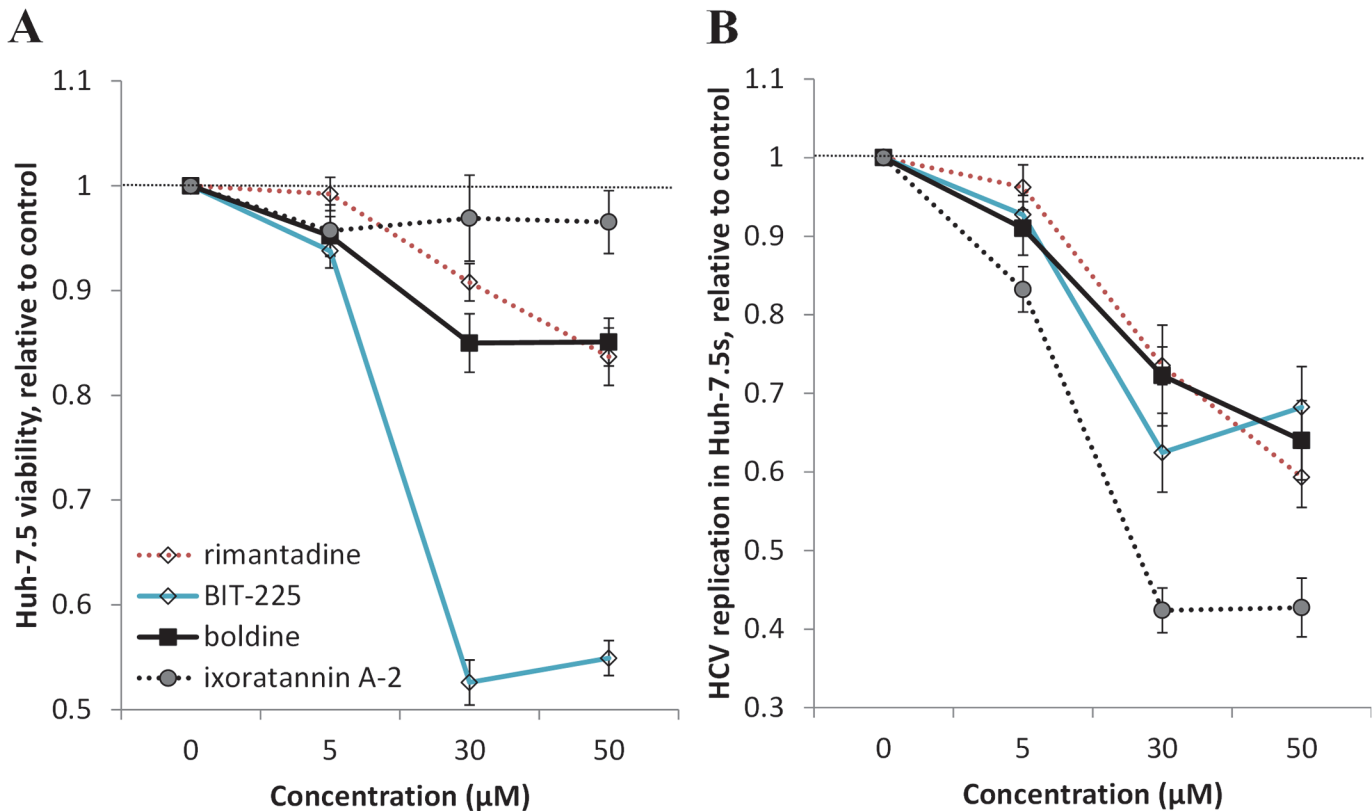 A
Huh-7.5 viability, relative to control
1.1
1
0.9
0.8
0.7
0.6
0.5
rimantadine
BIT-225
boldine
ixoratannin A-2
0 5 30 50
Concentration (µM)
B
HCV replication in Huh-7.5s, relative to control
1.1
1
0.9
0.8
0.7
0.6
0.5
0.4
0.3
0 5 30 50
Concentration (µM)